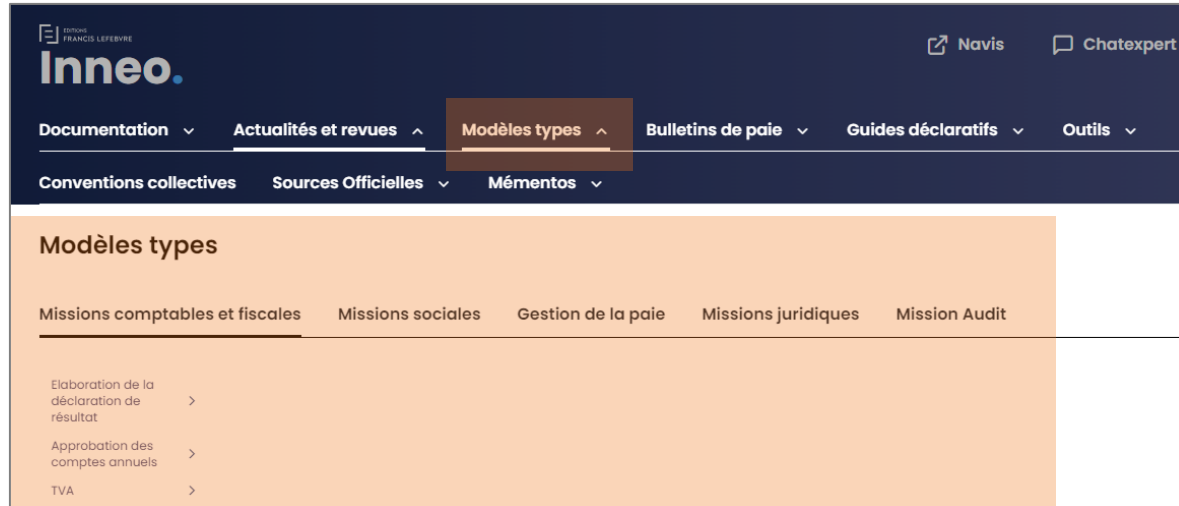 EDITIONS
FRANCIS LEFEBVRE
Inneo.
Navis
Chatexpert
Documentation
Actualités et revues
Modèles types
Bulletins de paie
Guides déclaratifs
Outils
Conventions collectives
Sources Officielles
Mémentos
Modèles types
Missions comptables et fiscales
Missions sociales
Gestion de la paie
Missions juridiques
Mission Audit
Elaboration de la
déclaration de
résultat
Approbation des
comptes annuels
TVA